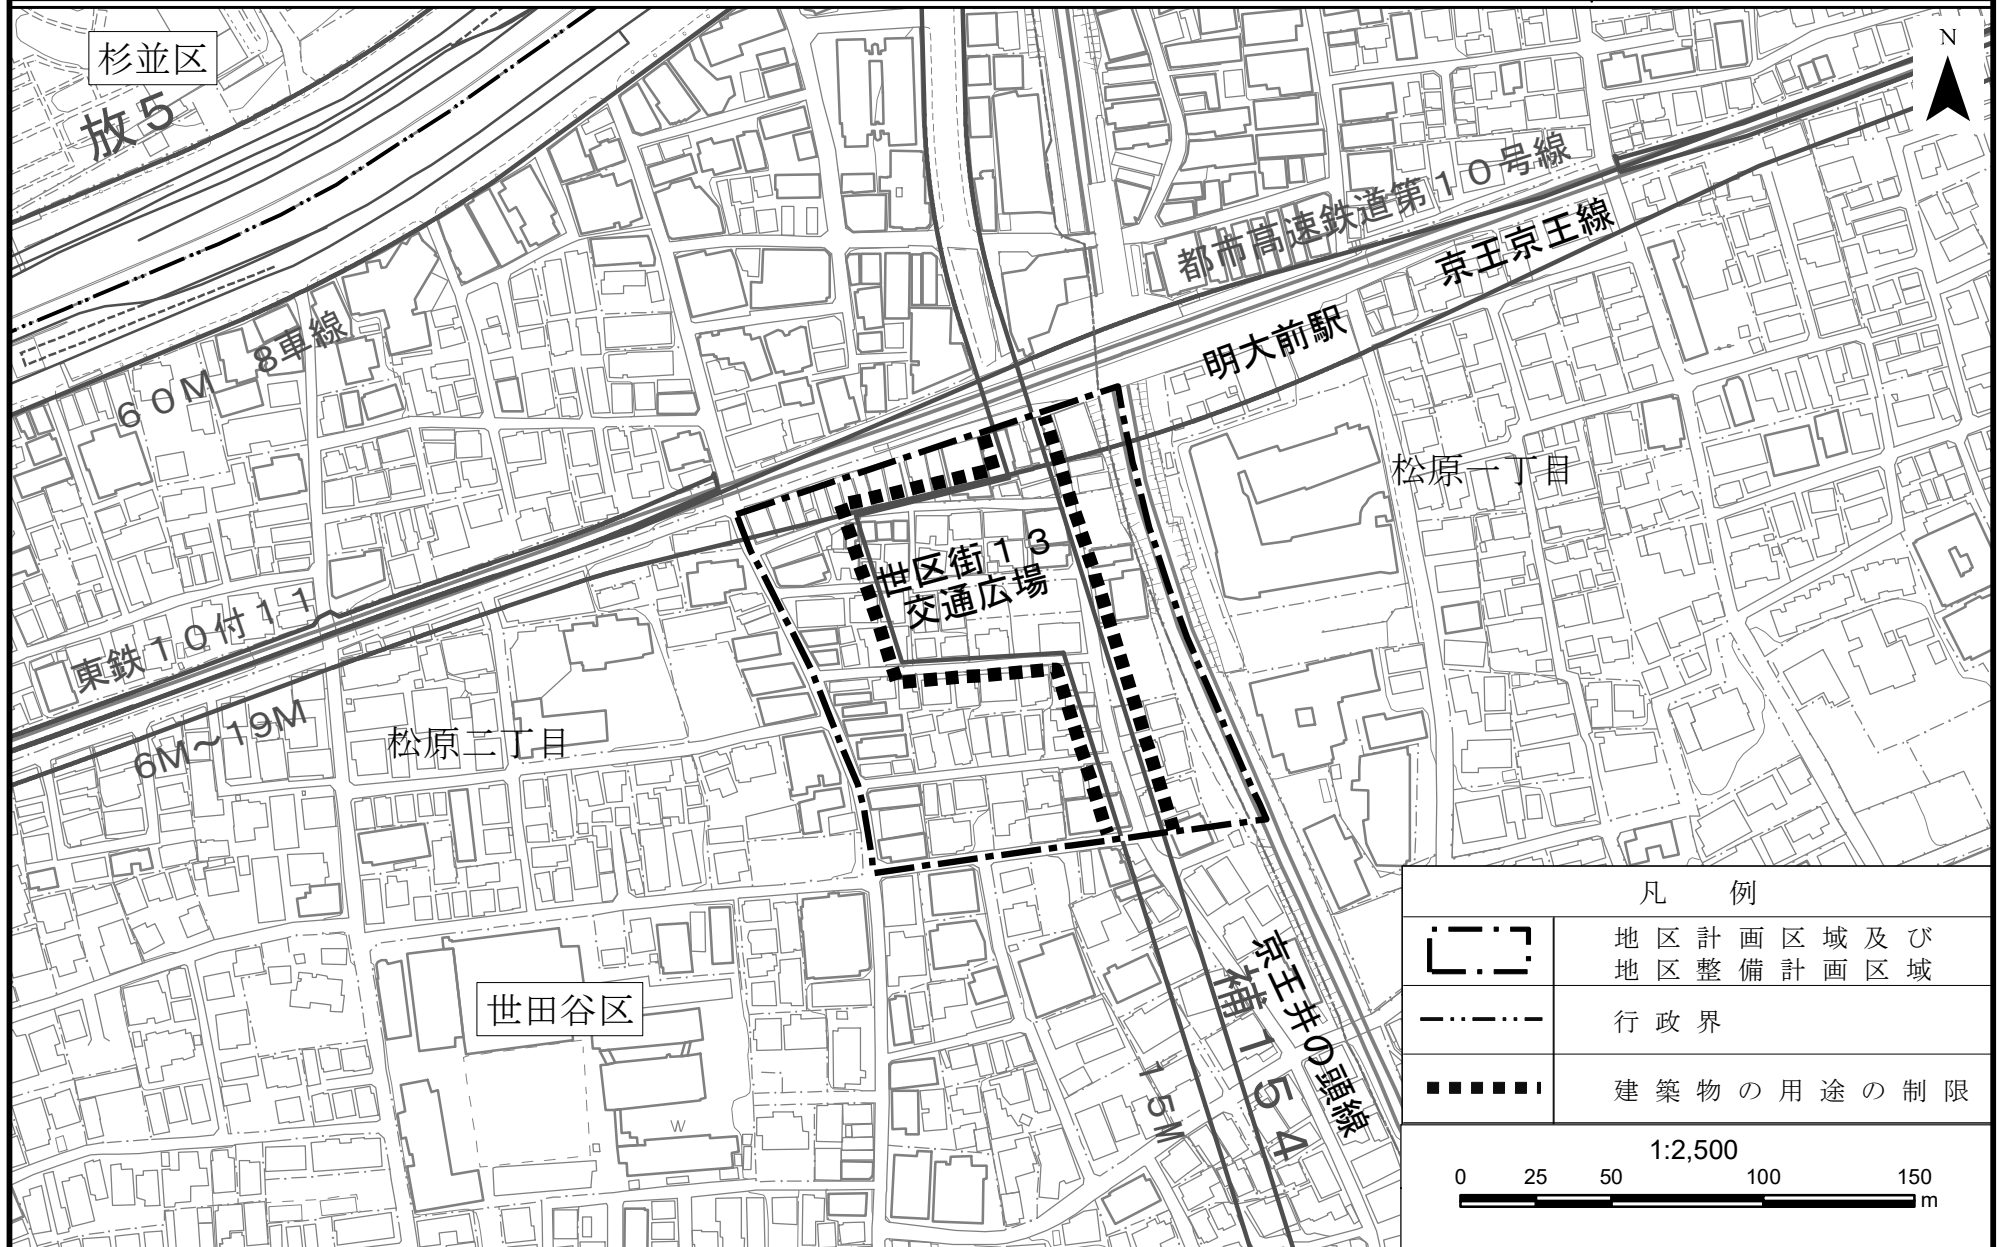 杉並区
放5
N
都市高速鉄道第10号線
京王京王線
明大前駅
60M 8車線
松原一丁目
世区街13
交通広場
東鉄10付11
6M~19M
松原二丁目
世田谷区
W
京王井の頭線
補154
15M
凡 例
地区計画区域及び
地区整備計画区域
行政界
建築物の用途の制限
1:2,500
0 25 50 100 150
m